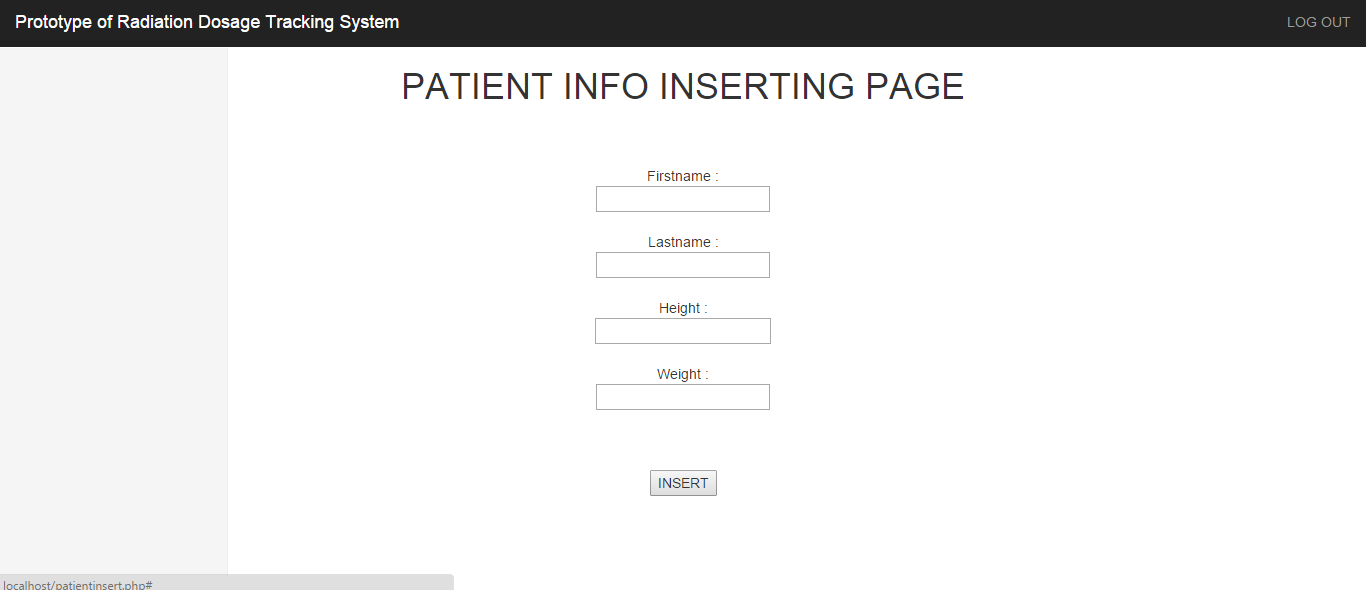 Prototype of Radiation Dosage Tracking System
LOG OUT
PATIENT INFO INSERTING PAGE
Firstname :
Lastname :
Height :
Weight :
INSERT
localhost/patientinsert.php#